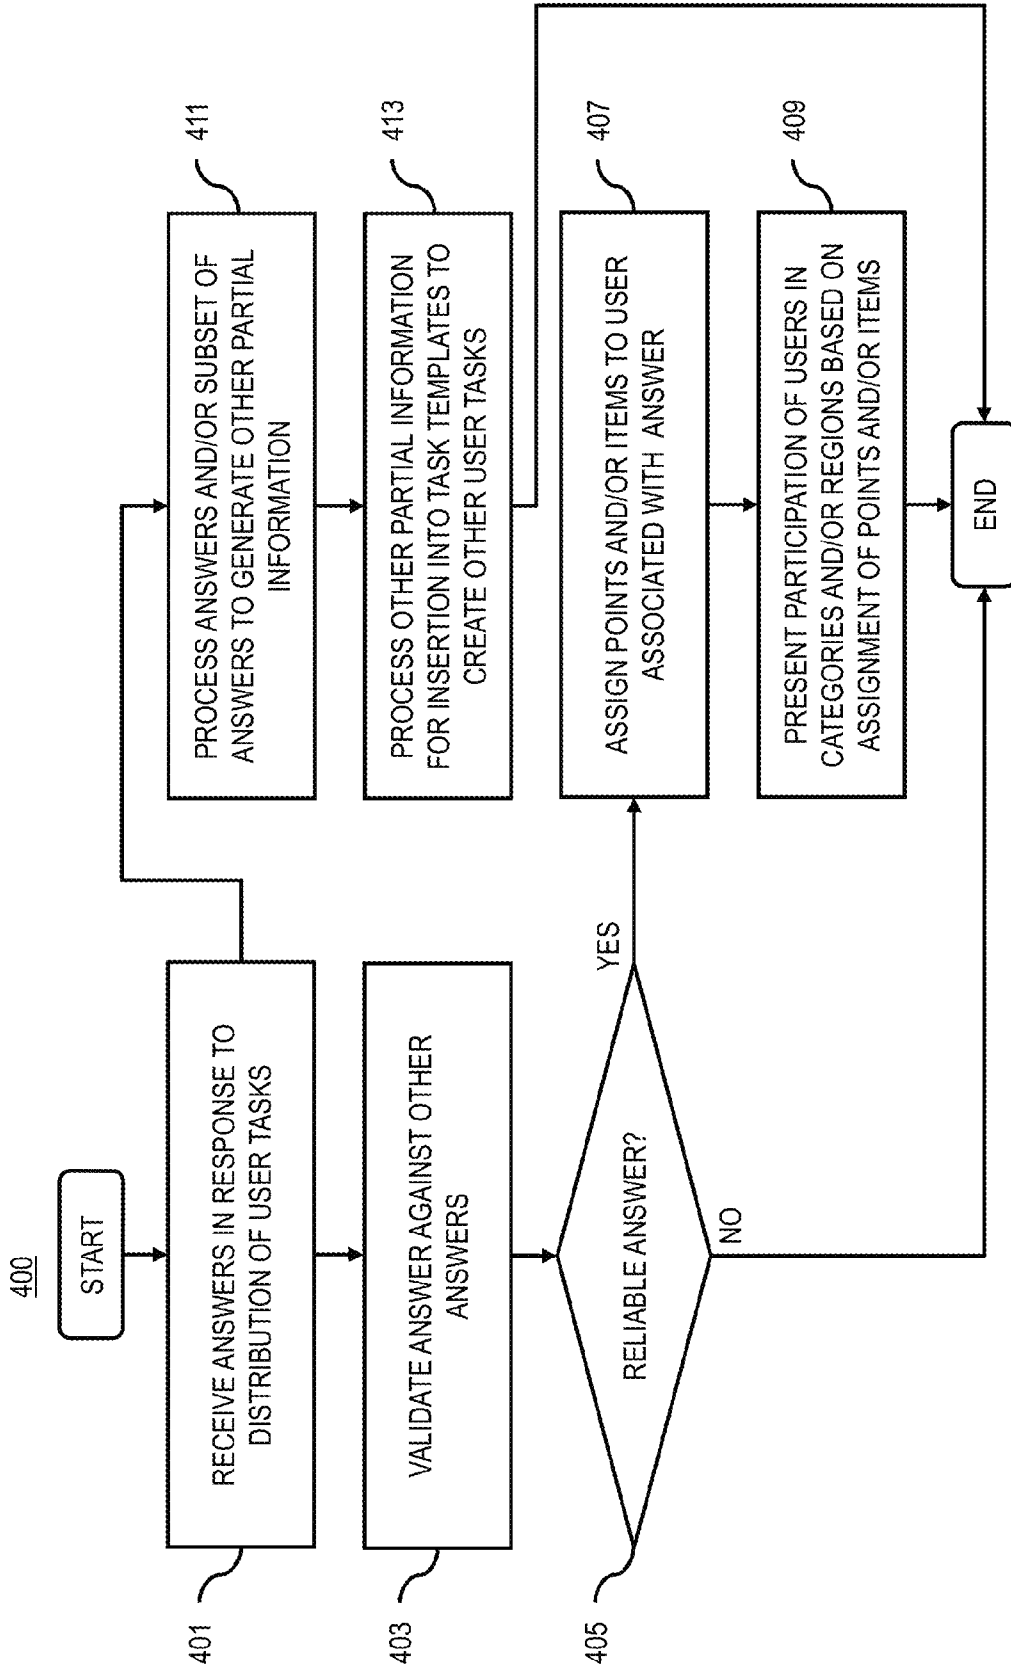 400
START
RECEIVE ANSWERS IN RESPONSE TO
DISTRIBUTION OF USER TASKS
401
VALIDATE ANSWER AGAINST OTHER
ANSWERS
403
RELIABLE ANSWER?
405
YES
NO
PROCESS ANSWERS AND/OR SUBSET OF
ANSWERS TO GENERATE OTHER PARTIAL
INFORMATION
411
PROCESS OTHER PARTIAL INFORMATION
FOR INSERTION INTO TASK TEMPLATES TO
CREATE OTHER USER TASKS
413
ASSIGN POINTS AND/OR ITEMS TO USER
ASSOCIATED WITH ANSWER
407
PRESENT PARTICIPATION OF USERS IN
CATEGORIES AND/OR REGIONS BASED ON
ASSIGNMENT OF POINTS AND/OR ITEMS
409
END